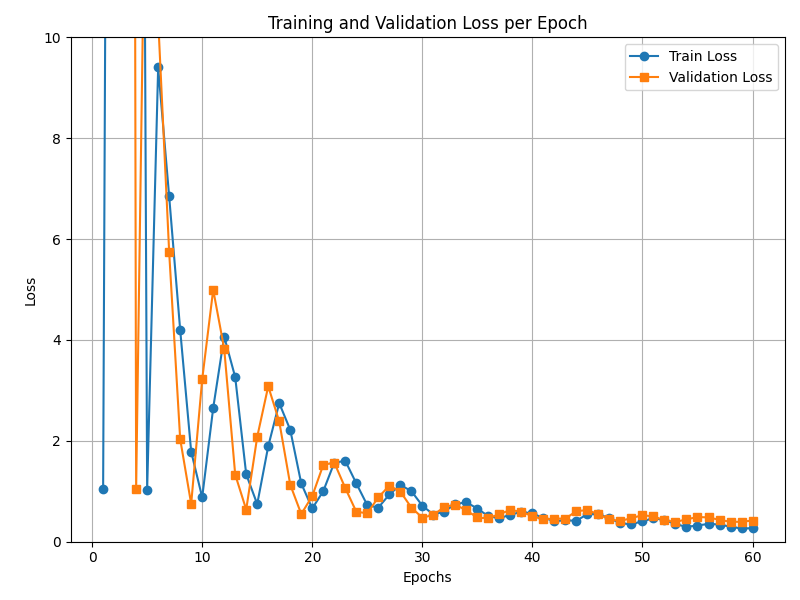 Training and Validation Loss per Epoch
Train Loss
Validation Loss
Loss
10
8
6
4
2
0
0 10 20 30 40 50 60
Epochs